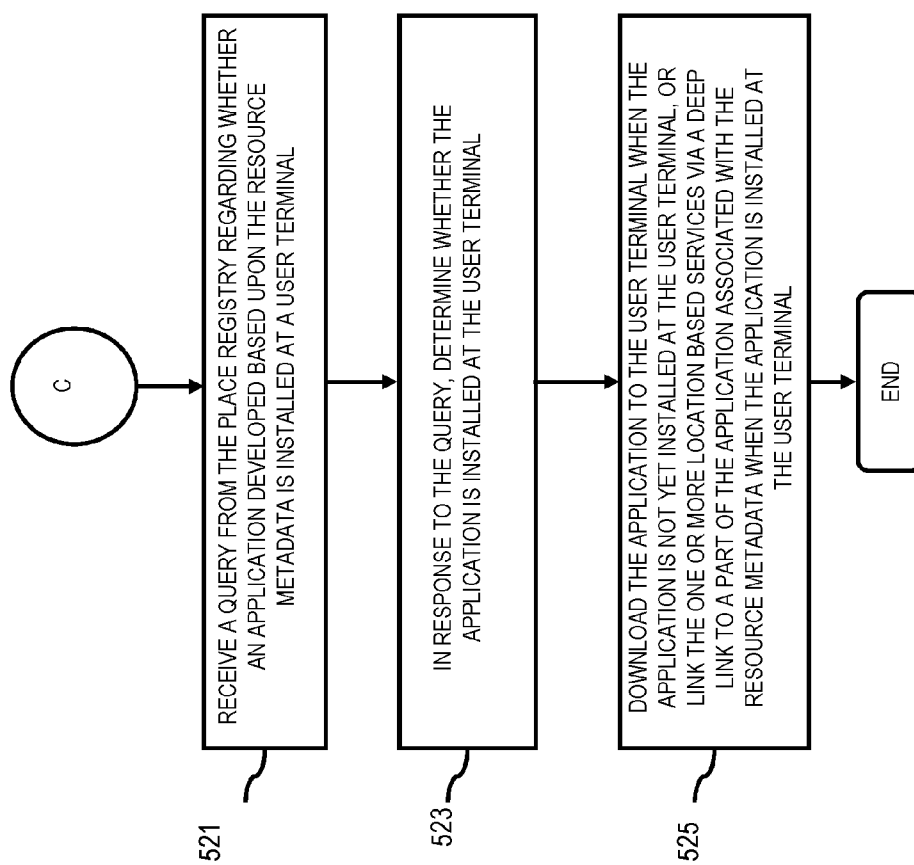 C
RECEIVE A QUERY FROM THE PLACE REGISTRY REGARDING WHETHER
AN APPLICATION DEVELOPED BASED UPON THE RESOURCE
METADATA IS INSTALLED AT A USER TERMINAL
521
IN RESPONSE TO THE QUERY, DETERMINE WHETHER THE
APPLICATION IS INSTALLED AT THE USER TERMINAL
523
DOWNLOAD THE APPLICATION TO THE USER TERMINAL WHEN THE
APPLICATION IS NOT YET INSTALLED AT THE USER TERMINAL, OR
LINK THE ONE OR MORE LOCATION BASED SERVICES VIA A DEEP
LINK TO A PART OF THE APPLICATION ASSOCIATED WITH THE
RESOURCE METADATA WHEN THE APPLICATION IS INSTALLED AT
THE USER TERMINAL
525
END